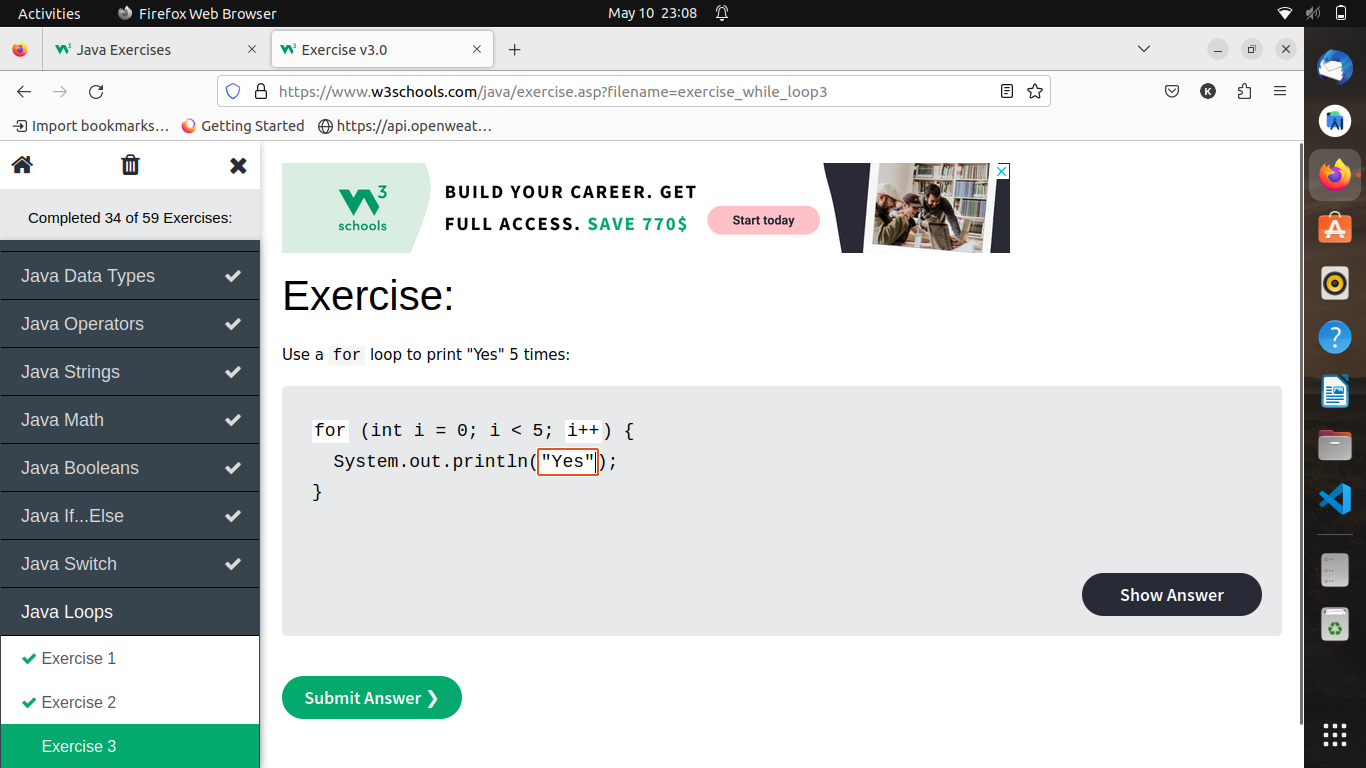 Activities
Firefox Web Browser
May 10 23:08
Java Exercises
Exercise v3.0
https://www.w3schools.com/java/exercise.asp?filename=exercise_while_loop3
K
Import bookmarks…
Getting Started
https://api.openweat…
Completed 34 of 59 Exercises:
Java Data Types
Java Operators
Java Strings
Java Math
Java Booleans
Java If...Else
Java Switch
Java Loops
Exercise 1
Exercise 2
Exercise 3
W3
schools
BUILD YOUR CAREER. GET
FULL ACCESS. SAVE 770$
Start today
Exercise:
Use a for loop to print "Yes" 5 times:
for (int i = 0; i < 5; i++) {
System.out.println("Yes");
}
Show Answer
Submit Answer ❯
AI
?